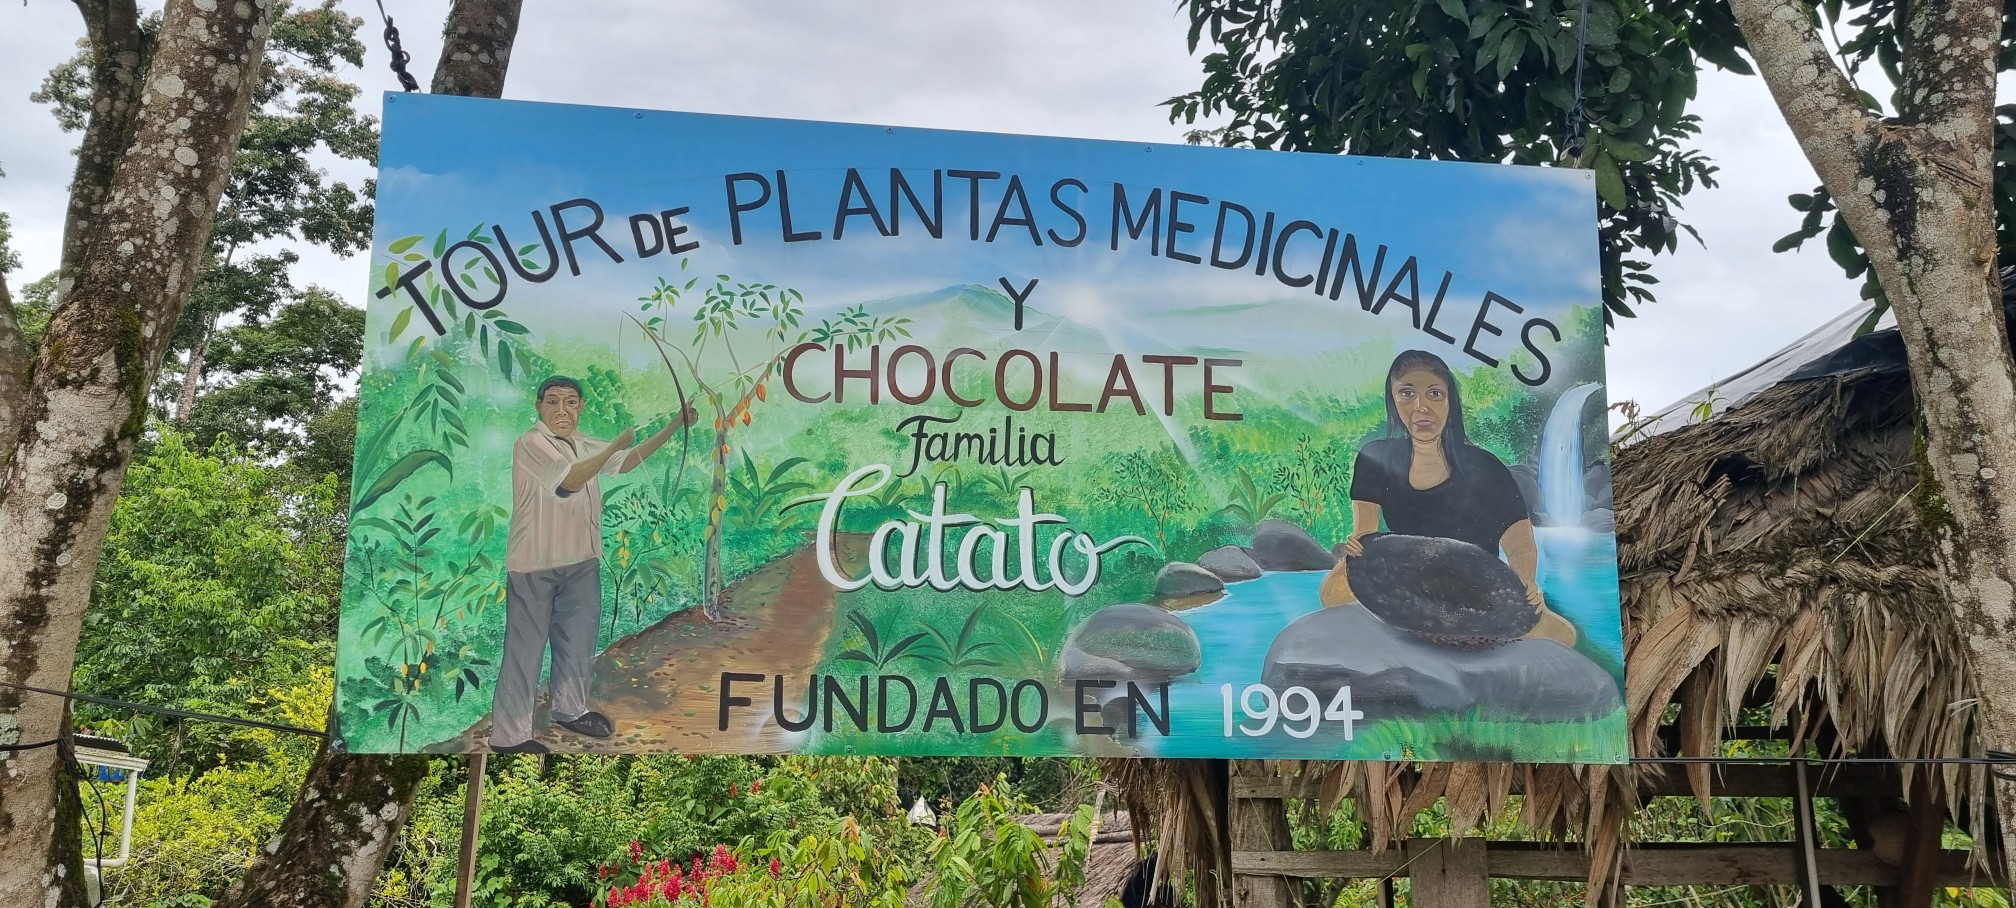 TOUR DE PLANTAS MEDICINALES
Y
CHOCOLATE
Familia
Catato
FUNDADO EN 1994